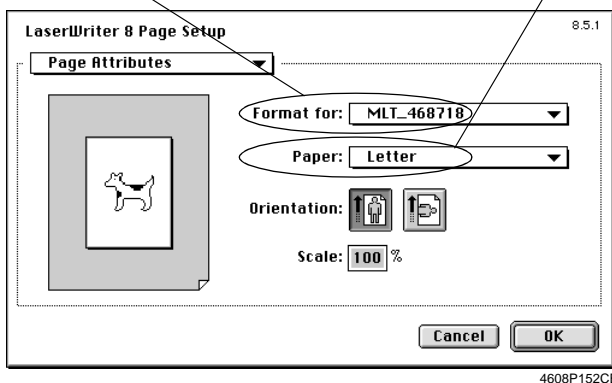 LaserWriter 8 Page Setup 8.5.1
Page Attributes
Format for: MLT_468718
Paper: Letter
Orientation:
Scale: 100 %
Cancel OK